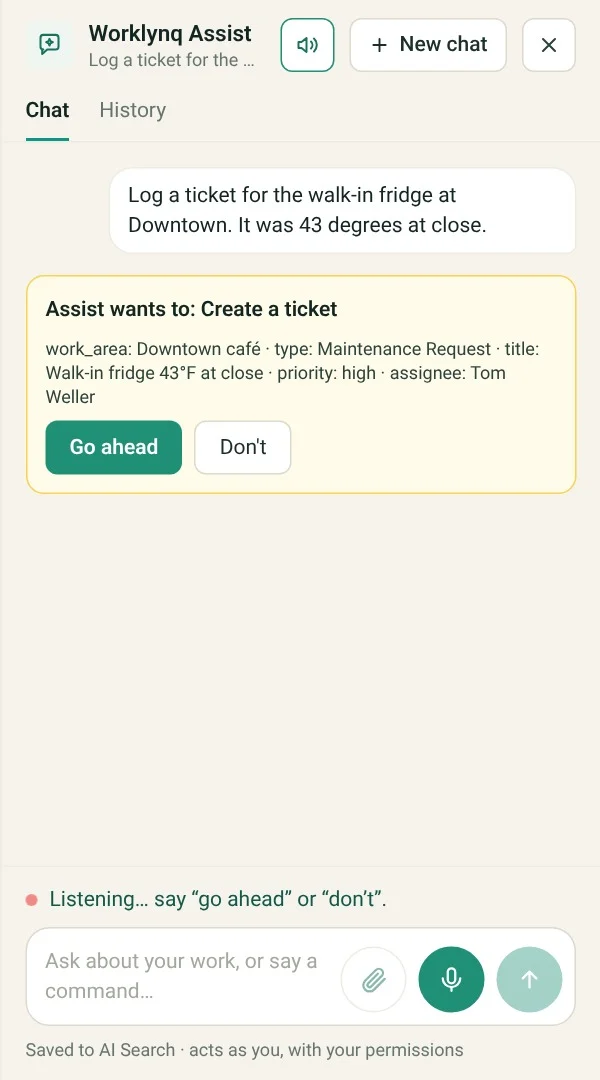 Worklynq Assist
Log a ticket for the ...
New chat
Chat
History
Log a ticket for the walk-in fridge at
Downtown. It was 43 degrees at close.
Assist wants to: Create a ticket
work_area: Downtown café · type: Maintenance Request · title:
Walk-in fridge 43°F at close · priority: high · assignee: Tom
Weller
Go ahead
Don't
Listening… say “go ahead” or “don’t”.
Ask about your work, or say a
command…
Saved to AI Search · acts as you, with your permissions